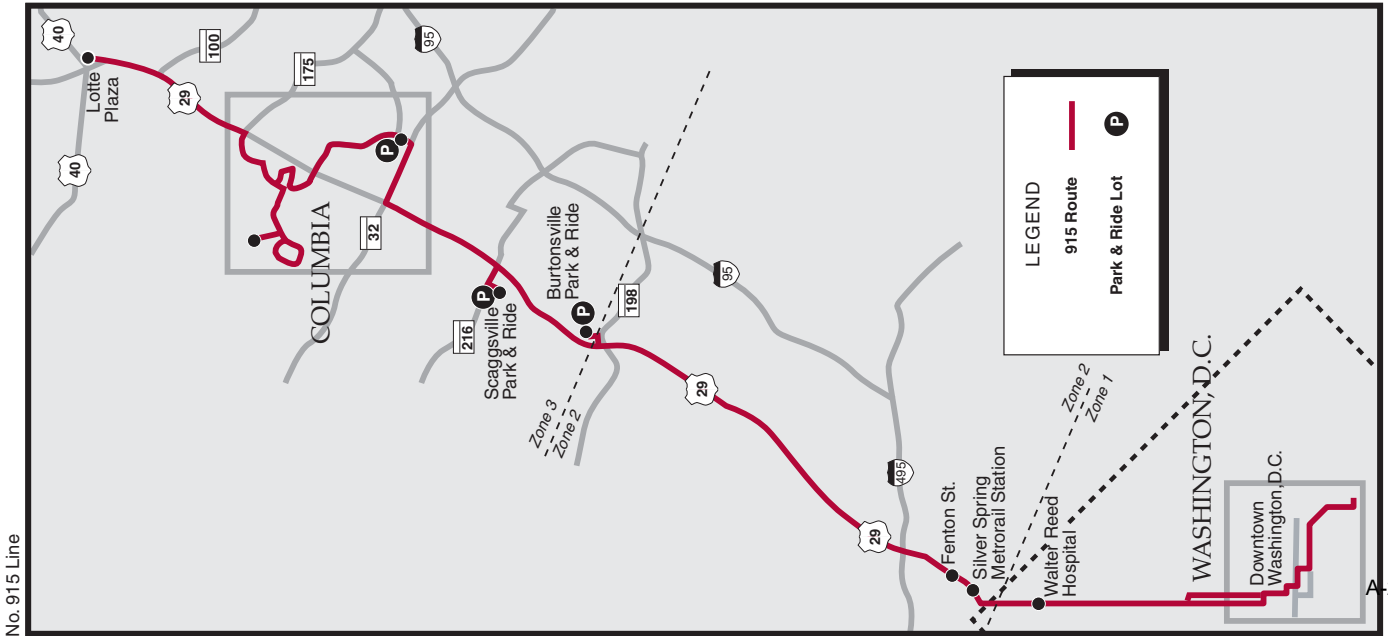 No. 915 Line
40
Lotte
Plaza
100
40
29
175
95
COLUMBIA
32
216
Scaggsville
Park & Ride
P
P
Burtonsville
Park & Ride
P
198
Zone 3
Zone 2
95
29
495
29
Fenton St.
Silver Spring
Metrorail Station
Walter Reed
Hospital
Zone 2
Zone 1
WASHINGTON, D.C.
Downtown
Washington, D.C.
LEGEND
915 Route
Park & Ride Lot
P